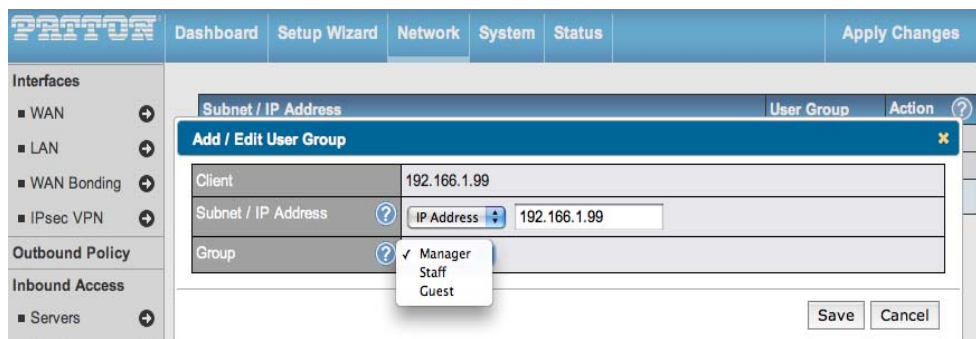 PATTON
Dashboard Setup Wizard Network System Status Apply Changes
Interfaces
WAN
LAN
WAN Bonding
IPsec VPN
Outbound Policy
Inbound Access
Servers
Subnet / IP Address User Group Action ?
Add / Edit User Group
Client 192.166.1.99
Subnet / IP Address ? IP Address 192.166.1.99
Group ? ✓ Manager
Staff
Guest
Save Cancel